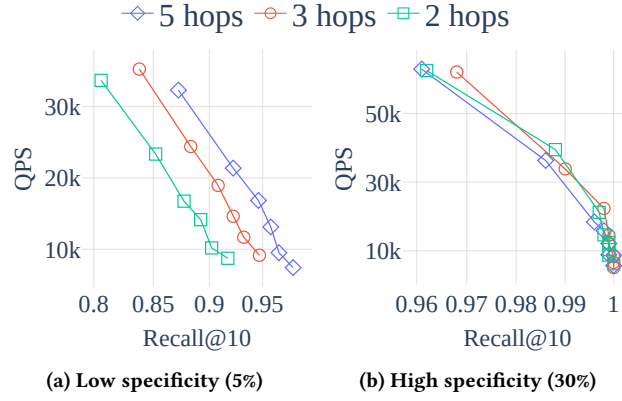 5 hops 3 hops 2 hops
30k
20k
10k
QPS
0.8 0.85 0.9 0.95
Recall@10
(a) Low specificity (5%)
50k
30k
10k
QPS
0.96 0.97 0.98 0.99 1
Recall@10
(b) High specificity (30%)